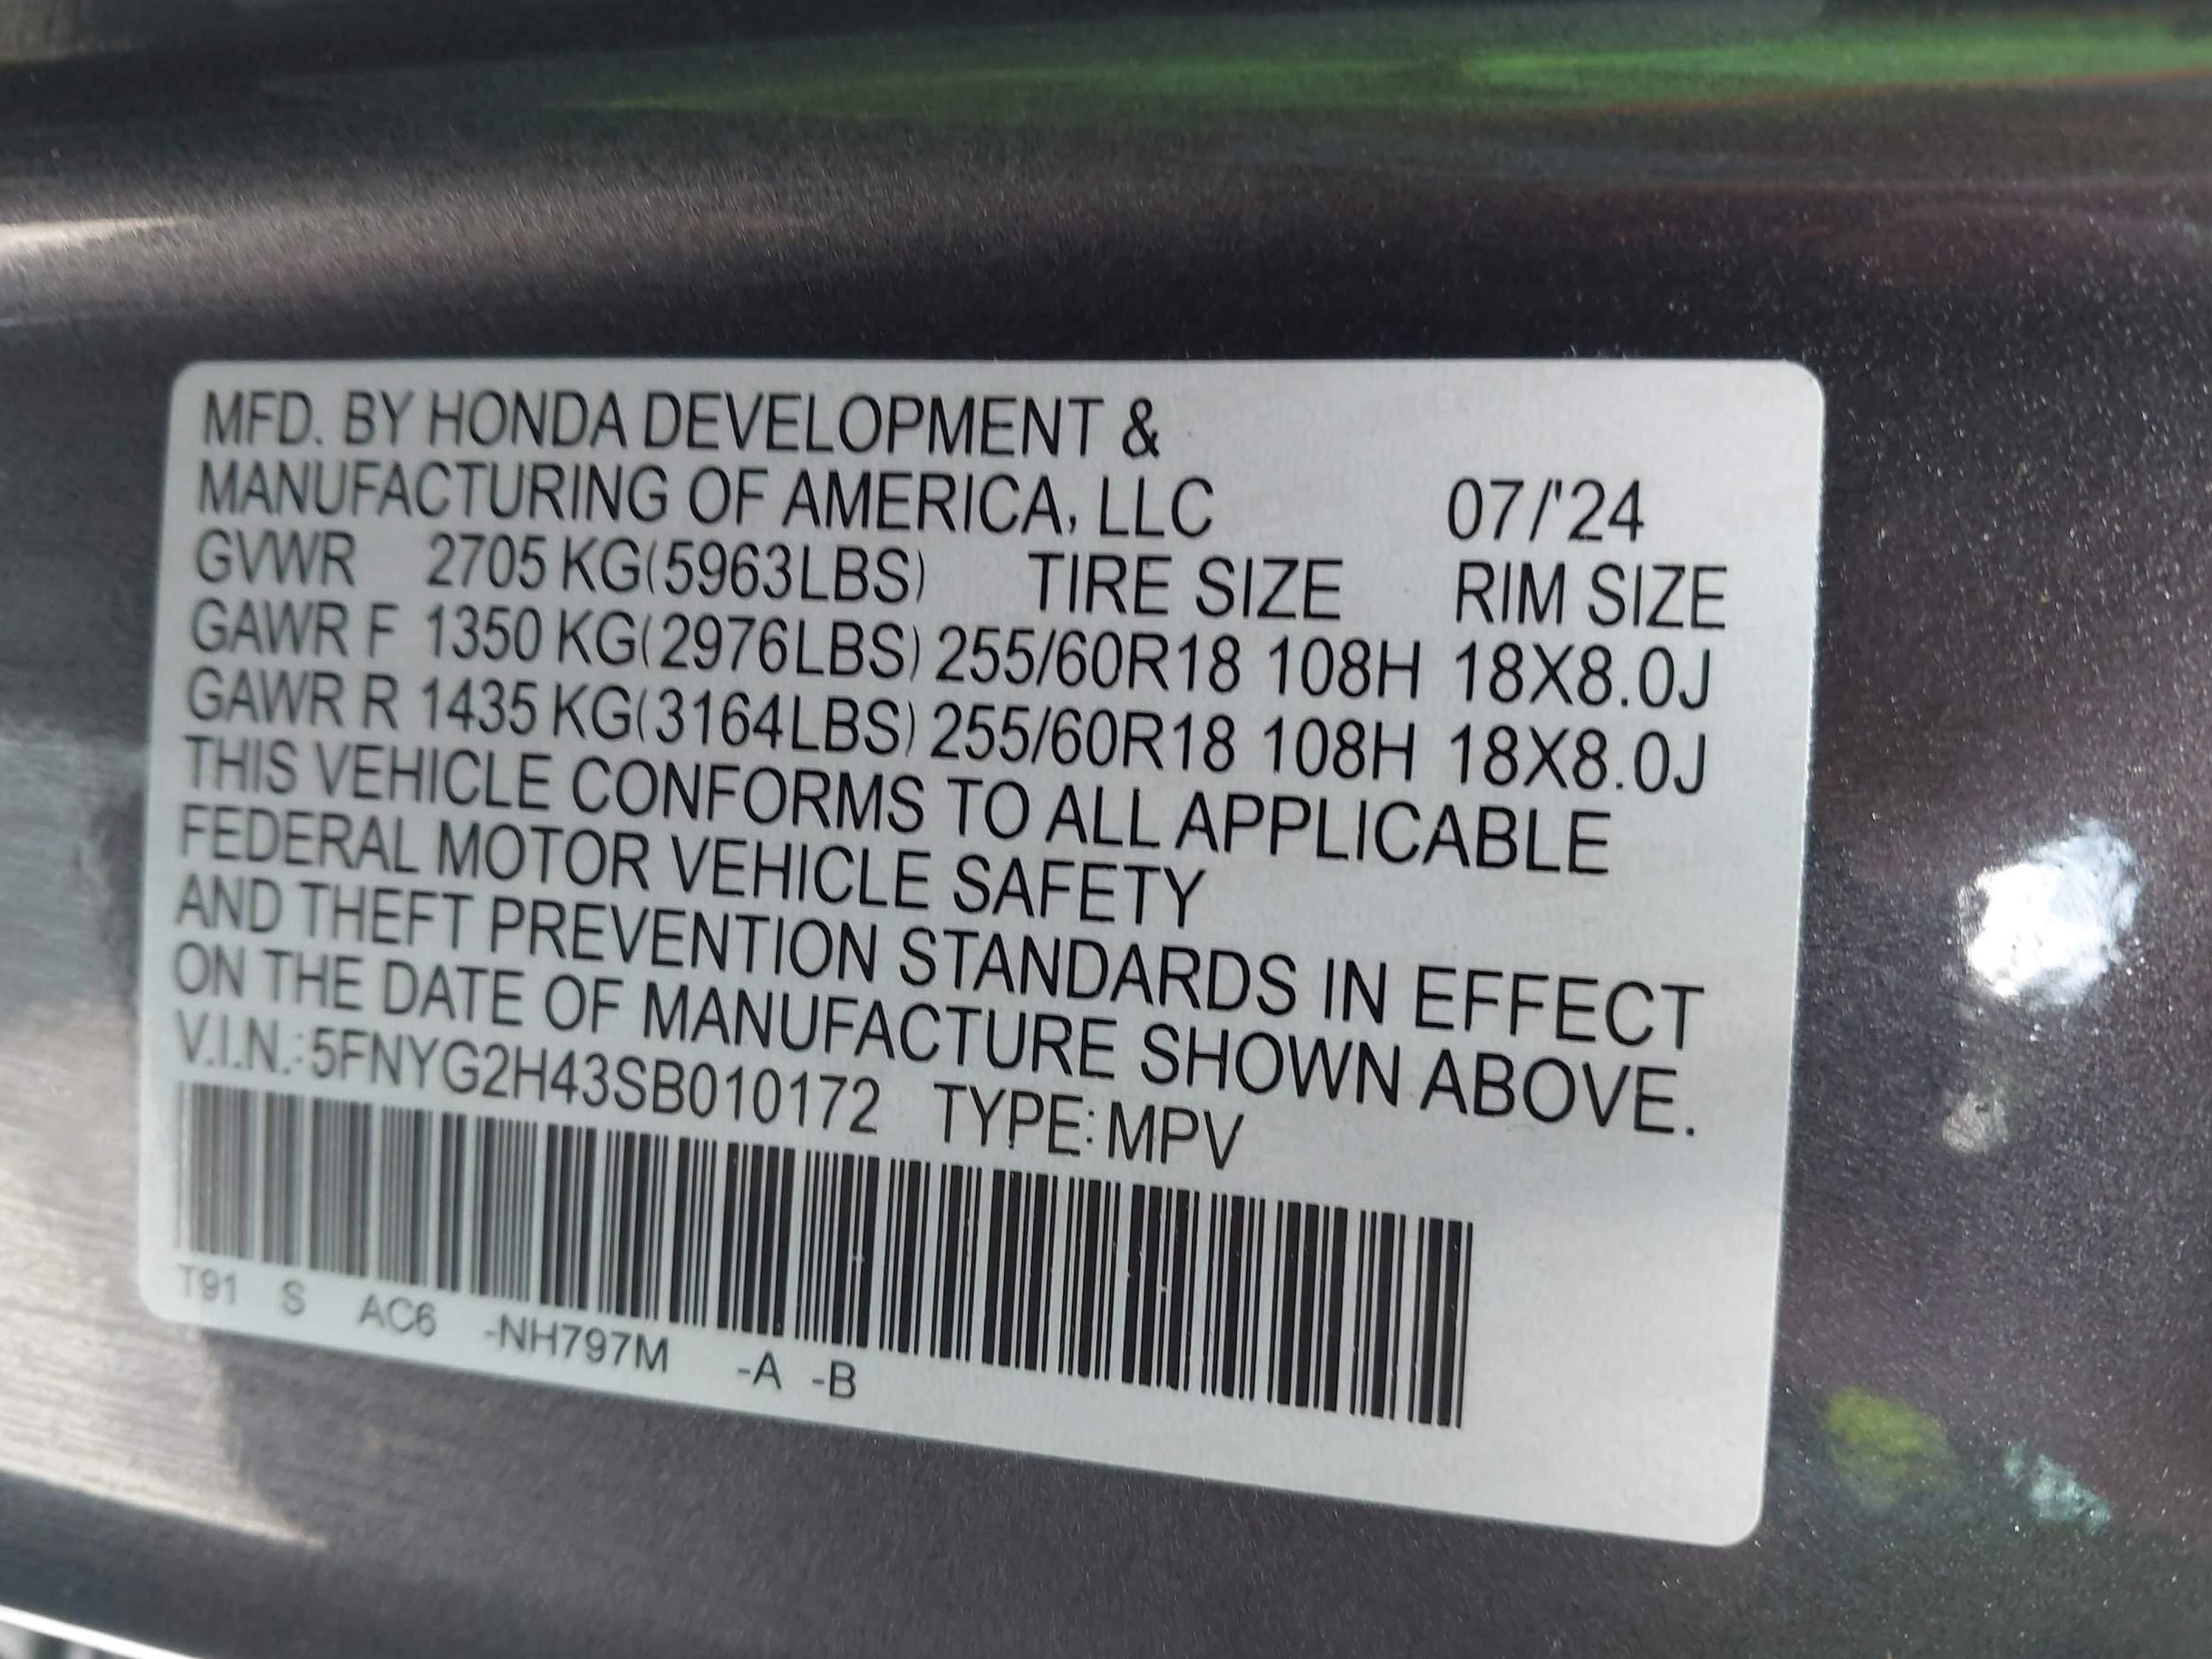 MFD. BY HONDA DEVELOPMENT &
MANUFACTURING OF AMERICA, LLC 07/'24
GVWR 2705 KG(5963LBS) TIRE SIZE RIM SIZE
GAWR F 1350 KG(2976LBS) 255/60R18 108H 18X8.0J
GAWR R 1435 KG(3164LBS) 255/60R18 108H 18X8.0J
THIS VEHICLE CONFORMS TO ALL APPLICABLE
FEDERAL MOTOR VEHICLE SAFETY
AND THEFT PREVENTION STANDARDS IN EFFECT
ON THE DATE OF MANUFACTURE SHOWN ABOVE.
V.I.N.:5FNYG2H43SB010172 TYPE:MPV
T91 S AC6 -NH797M -A -B